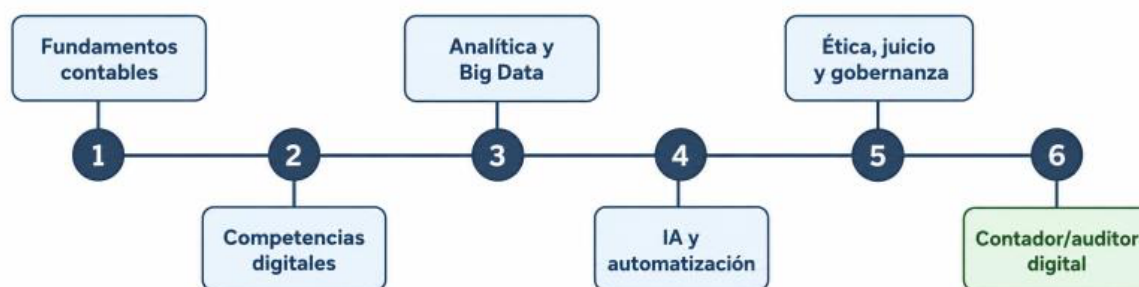 Fundamentos
contables
1
Competencias
digitales
2
Analítica y
Big Data
3
IA y
automatización
4
Ética, juicio
y gobernanza
5
Contador/auditor
digital
6